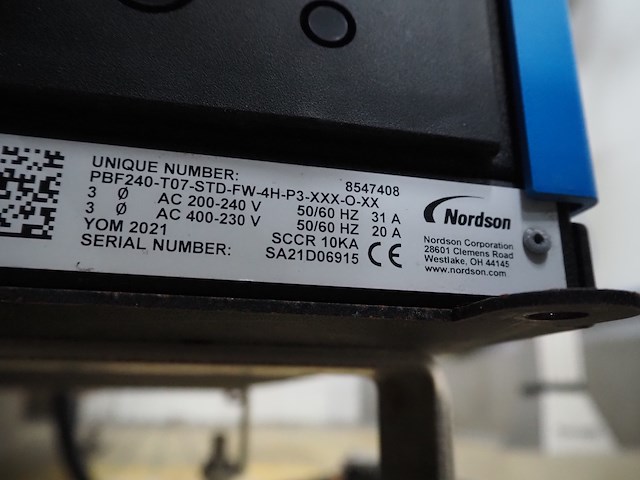 UNIQUE NUMBER: 8547408
PBF240-T07-STD-FW-4H-P3-XXX-O-XX
3 Ø AC 200-240 V 50/60 HZ 31 A
3 Ø AC 400-230 V 50/60 HZ 20 A
YOM 2021 SCCR 10KA
SERIAL NUMBER: SA21D06915
CE
Nordson
Nordson Corporation
28601 Clemens Road
Westlake, OH 44145
www.nordson.com